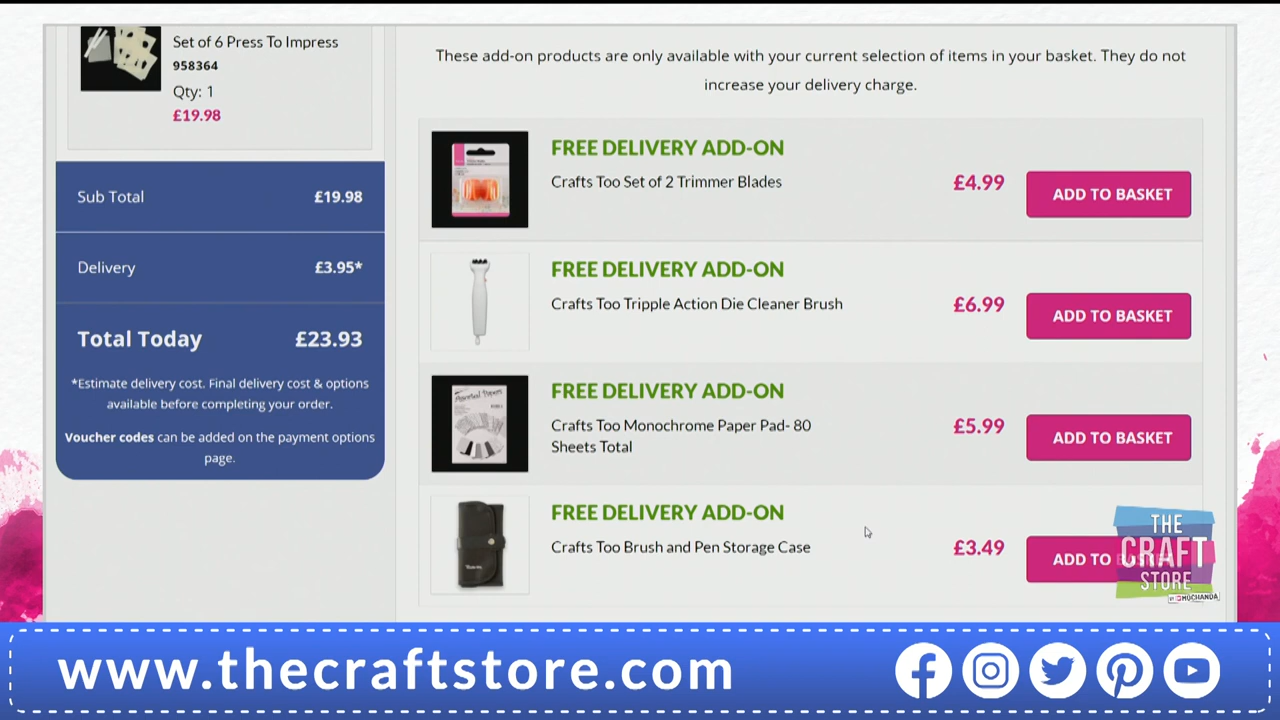 Set of 6 Press To Impress
958364
Qty: 1
£19.98
Sub Total £19.98
Delivery £3.95*
Total Today £23.93
*Estimate delivery cost. Final delivery cost & options
available before completing your order.
Voucher codes can be added on the payment options
page.
These add-on products are only available with your current selection of items in your basket. They do not
increase your delivery charge.
FREE DELIVERY ADD-ON
Crafts Too Set of 2 Trimmer Blades
£4.99
ADD TO BASKET
FREE DELIVERY ADD-ON
Crafts Too Tripple Action Die Cleaner Brush
£6.99
ADD TO BASKET
FREE DELIVERY ADD-ON
Crafts Too Monochrome Paper Pad- 80
Sheets Total
£5.99
ADD TO BASKET
Assorted Papers
FREE DELIVERY ADD-ON
Crafts Too Brush and Pen Storage Case
£3.49
ADD TO
THE
CRAFT
STORE
BY HOCHANDA
www.thecraftstore.com